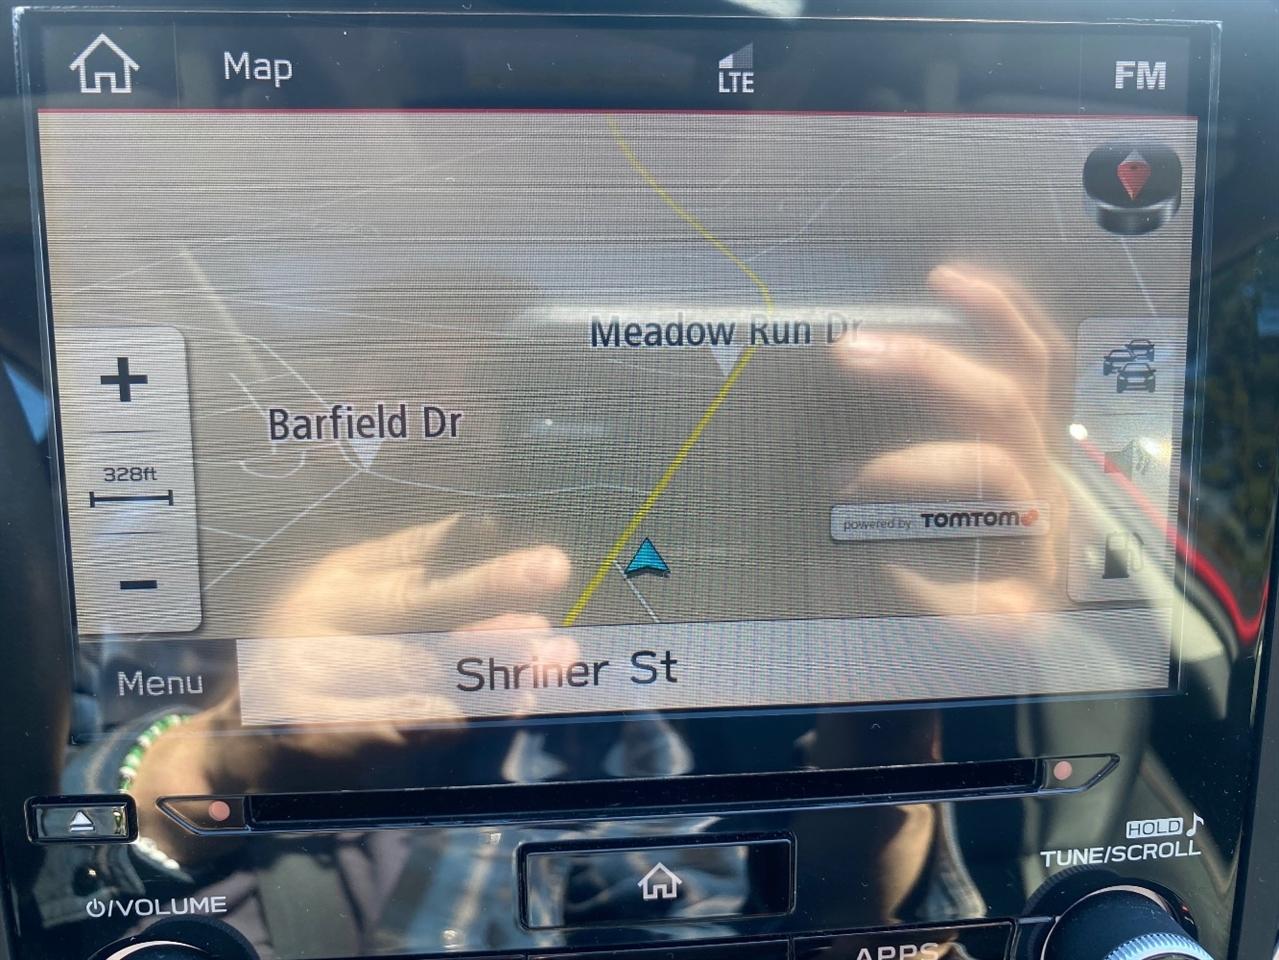 Map
LTE
FM
Meadow Run Dr
Barfield Dr
328ft
powered by TOMTOM
Shriner St
Menu
HOLD
TUNE/SCROLL
/VOLUME
APPS